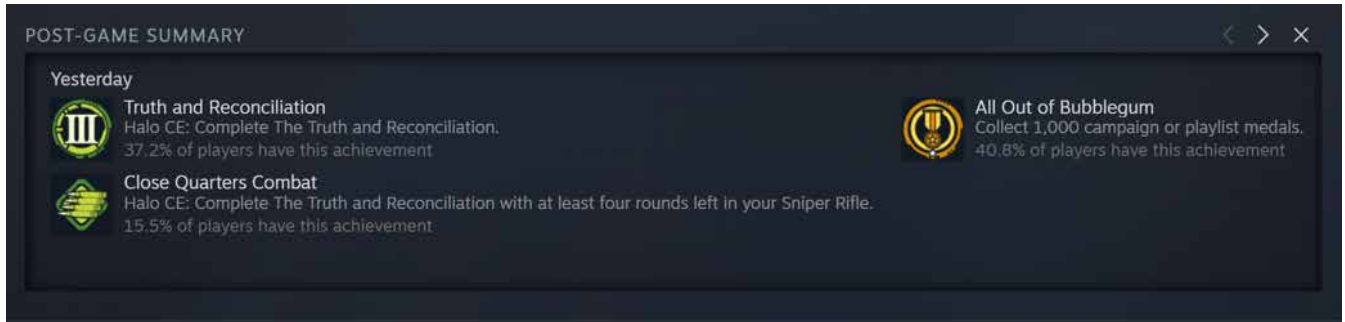 POST-GAME SUMMARY
Yesterday
Truth and Reconciliation
Halo CE: Complete The Truth and Reconciliation.
37.2% of players have this achievement
All Out of Bubblegum
Collect 1,000 campaign or playlist medals.
40.8% of players have this achievement
Close Quarters Combat
Halo CE: Complete The Truth and Reconciliation with at least four rounds left in your Sniper Rifle.
15.5% of players have this achievement